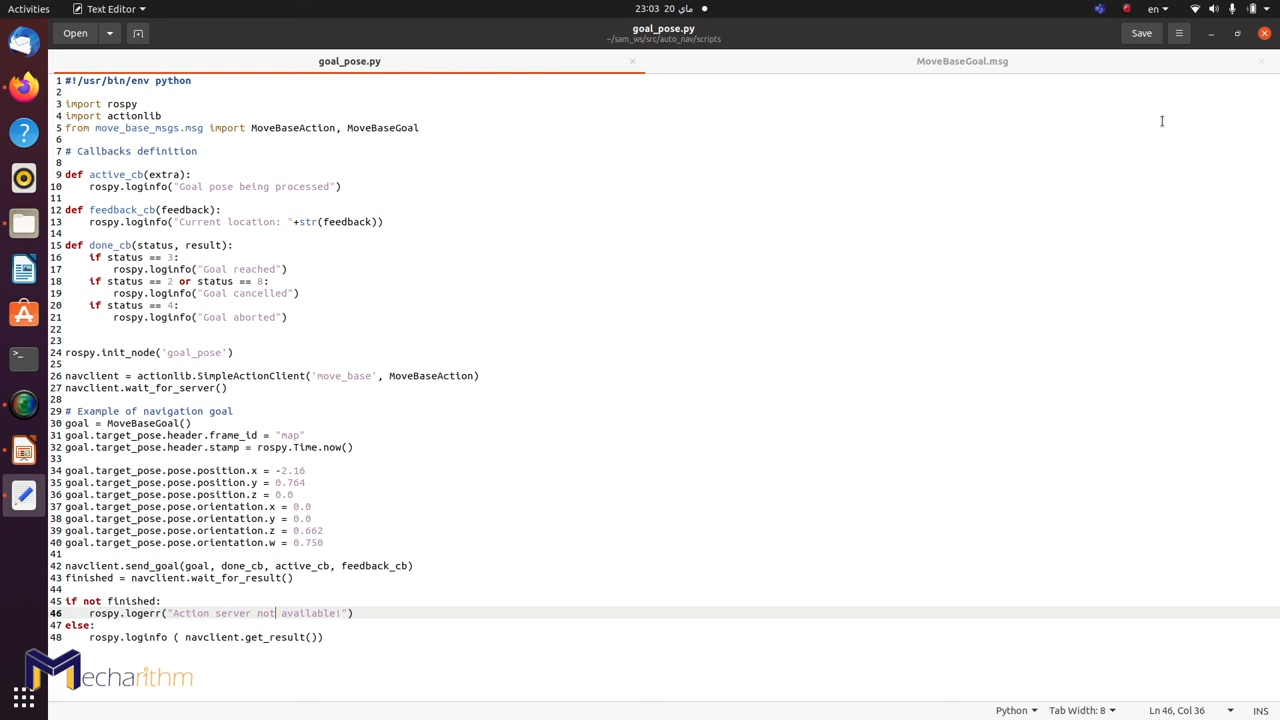 Activities
Text Editor
23:03 ماي 20
en
Open
goal_pose.py
~/sam_ws/src/auto_nav/scripts
Save
goal_pose.py
MoveBaseGoal.msg
1 #!/usr/bin/env python
2
3 import rospy
4 import actionlib
5 from move_base_msgs.msg import MoveBaseAction, MoveBaseGoal
6
7 # Callbacks definition
8
9 def active_cb(extra):
10     rospy.loginfo("Goal pose being processed")
11
12 def feedback_cb(feedback):
13     rospy.loginfo("Current location: "+str(feedback))
14
15 def done_cb(status, result):
16     if status == 3:
17         rospy.loginfo("Goal reached")
18     if status == 2 or status == 8:
19         rospy.loginfo("Goal cancelled")
20     if status == 4:
21         rospy.loginfo("Goal aborted")
22
23
24 rospy.init_node('goal_pose')
25
26 navclient = actionlib.SimpleActionClient('move_base', MoveBaseAction)
27 navclient.wait_for_server()
28
29 # Example of navigation goal
30 goal = MoveBaseGoal()
31 goal.target_pose.header.frame_id = "map"
32 goal.target_pose.header.stamp = rospy.Time.now()
33
34 goal.target_pose.pose.position.x = -2.16
35 goal.target_pose.pose.position.y = 0.764
36 goal.target_pose.pose.position.z = 0.0
37 goal.target_pose.pose.orientation.x = 0.0
38 goal.target_pose.pose.orientation.y = 0.0
39 goal.target_pose.pose.orientation.z = 0.662
40 goal.target_pose.pose.orientation.w = 0.750
41
42 navclient.send_goal(goal, done_cb, active_cb, feedback_cb)
43 finished = navclient.wait_for_result()
44
45 if not finished:
46     rospy.logerr("Action server not available!")
47 else:
48     rospy.loginfo ( navclient.get_result())
Mecharithm
Python
Tab Width: 8
Ln 46, Col 36
INS